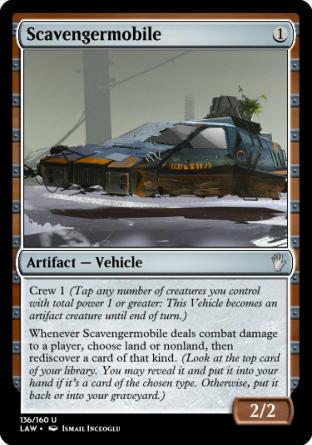 Scavengermobile 1
Artifact — Vehicle
Crew 1 (Tap any number of creatures you control
with total power 1 or greater: This Vehicle becomes an
artifact creature until end of turn.)
Whenever Scavengermobile deals combat damage
to a player, choose land or nonland, then
rediscover a card of that kind. (Look at the top card
of your library. You may reveal it and put it into your
hand if it's a card of the chosen type. Otherwise, put it
back or into your graveyard.)
2/2
136/160 U
LAW • Ismail Inceoglu